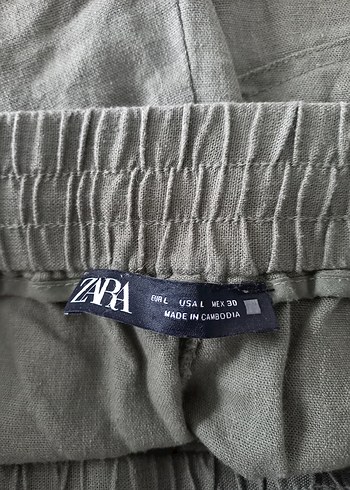 ZARA
EUR L USA L MEX 30
MADE IN CAMBODIA